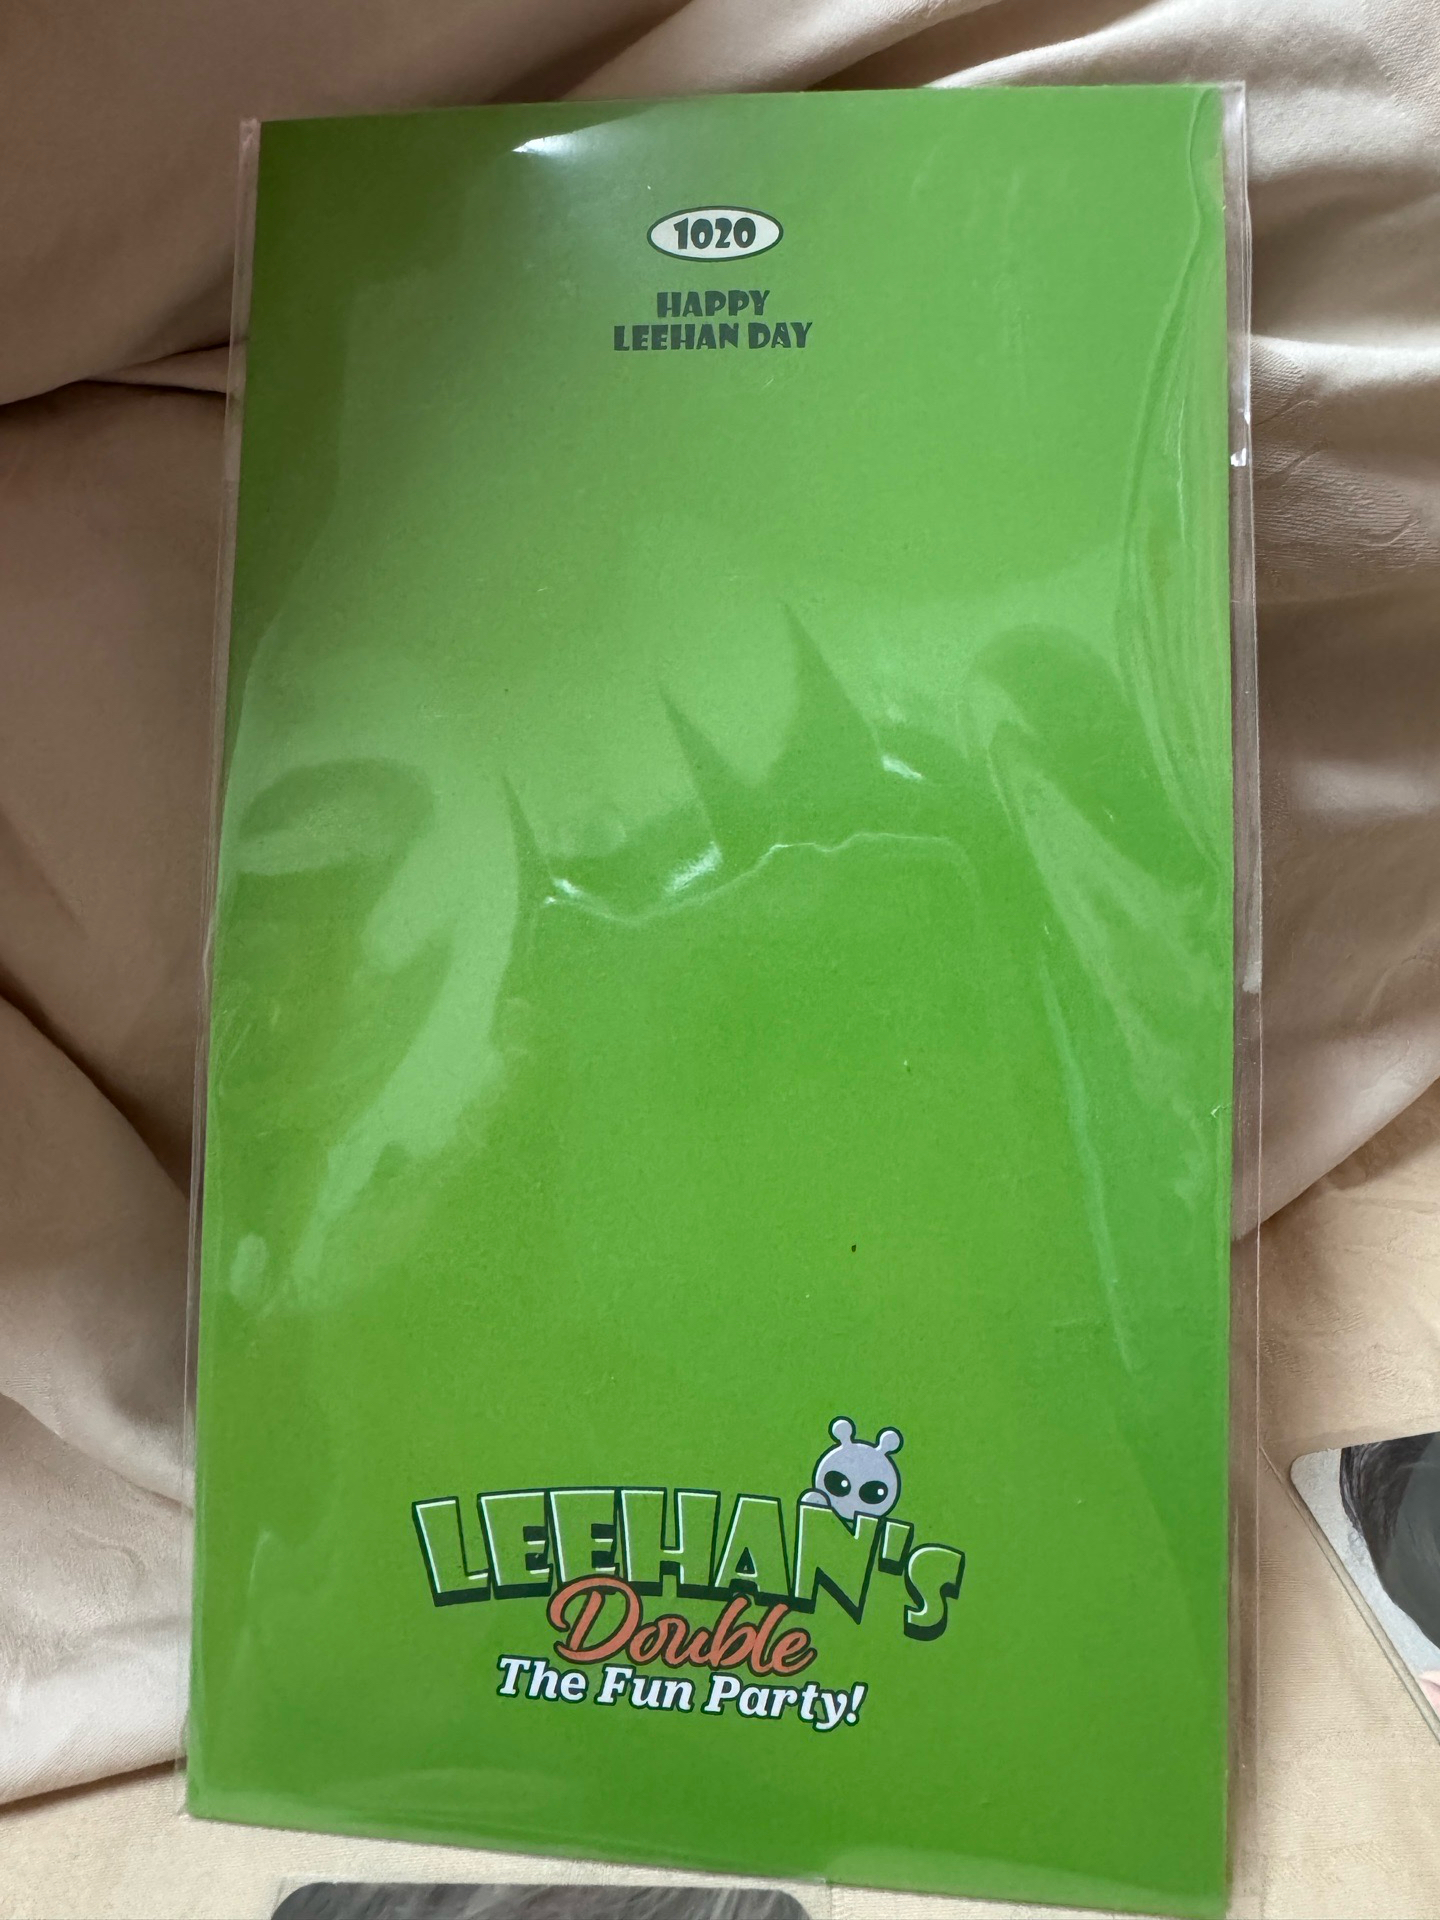 1020
HAPPY
LEEHAN DAY
LEEHAN'S
Double
The Fun Party!